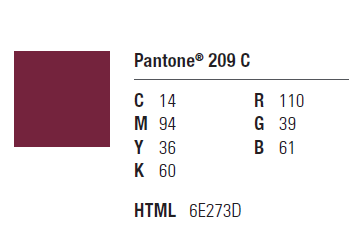 Pantone® 209 C
C 14 R 110
M 94 G 39
Y 36 B 61
K 60
HTML 6E273D